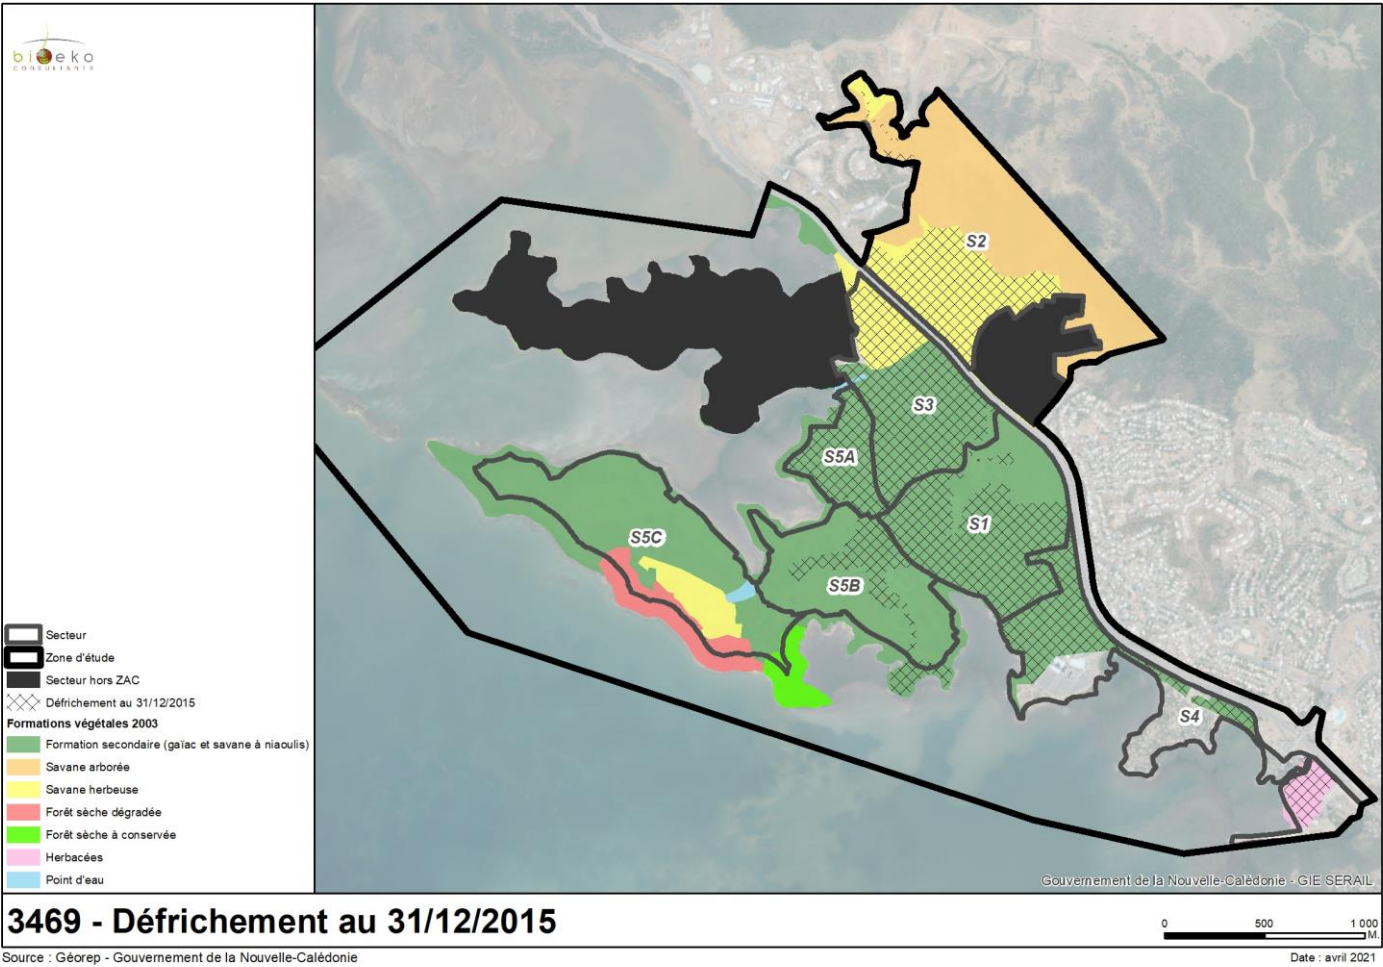 bioeko
CONSULTANTS
S2
S3
S5A
S1
S5C
S5B
S4
Secteur
Zone d'étude
Secteur hors ZAC
Défrichement au 31/12/2015
Formations végétales 2003
Formation secondaire (gaïac et savane à niaoulis)
Savane arborée
Savane herbeuse
Forêt sèche dégradée
Forêt sèche à conservée
Herbacées
Point d'eau
Gouvernement de la Nouvelle-Calédonie - GIE SERAIL
3469 - Défrichement au 31/12/2015
0 500 1 000
M.
Source : Géorep - Gouvernement de la Nouvelle-Calédonie
Date : avril 2021